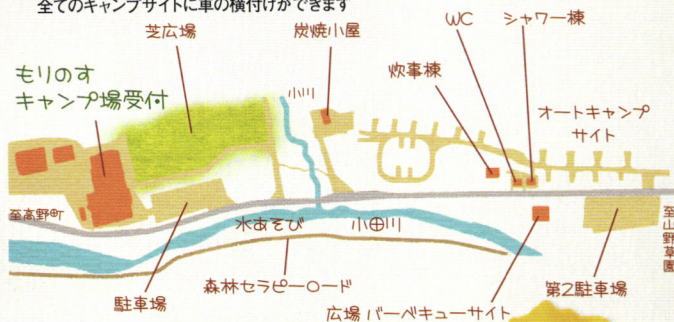 全てのキャンプサイトに車の横付けができます
芝広場
炭焼小屋
WC
シャワー棟
もりのす
キャンプ場受付
小川
炊事棟
オートキャンプ
サイト
至高野町
水あそび
小田川
至山野草園
駐車場
森林セラピーロード
広場 バーベキューサイト
第2駐車場